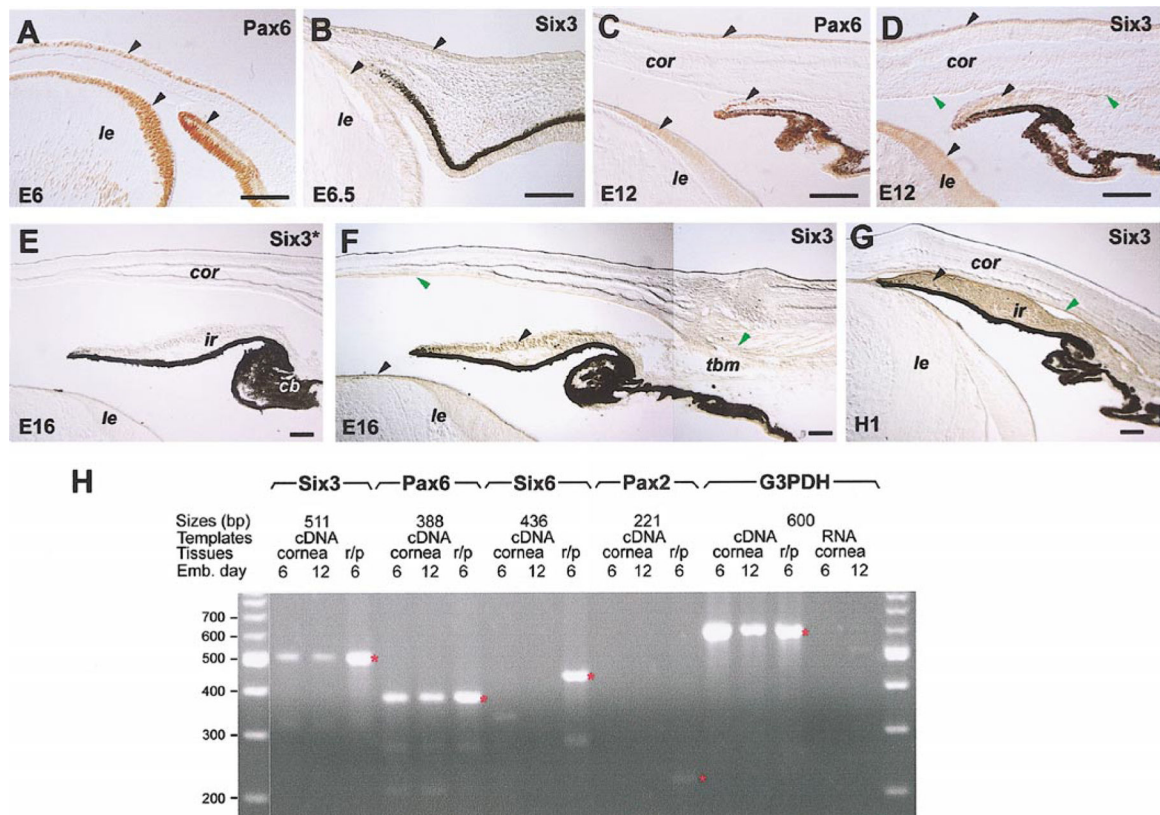 A Pax6
le
E6
B Six3
le
E6.5
C Pax6
cor
le
E12
D Six3
cor
le
E12
E Six3*
cor
ir
cb
le
E16
F Six3
tbm
le
E16
G Six3
cor
ir
le
H1
H
Six3 Pax6 Six6 Pax2 G3PDH
Sizes (bp) 511 388 436 221 600
Templates cDNA cDNA cDNA cDNA cDNA RNA
Tissues cornea r/p cornea r/p cornea r/p cornea r/p cornea r/p cornea
Emb. day 6 12 6 6 12 6 6 12 6 6 12 6 6 12 6 6 12
700
600 * 
500 *
400 * *
300
200 *